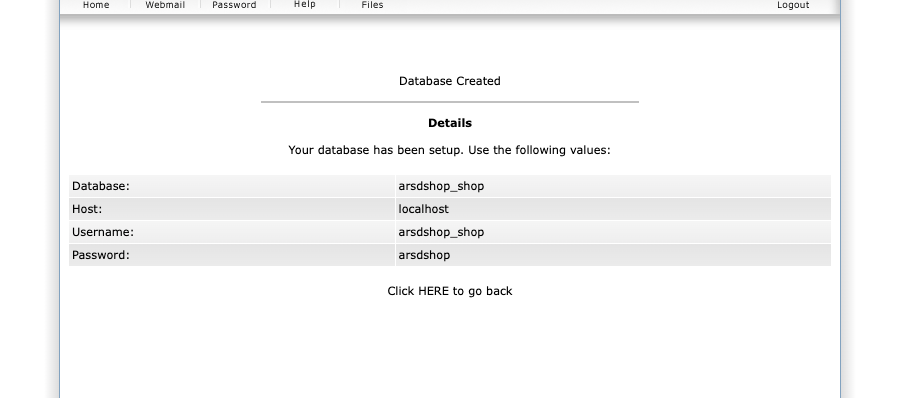 Home Webmail Password Help Files Logout
Database Created
Details
Your database has been setup. Use the following values:
Database: arsdshop_shop
Host: localhost
Username: arsdshop_shop
Password: arsdshop
Click HERE to go back